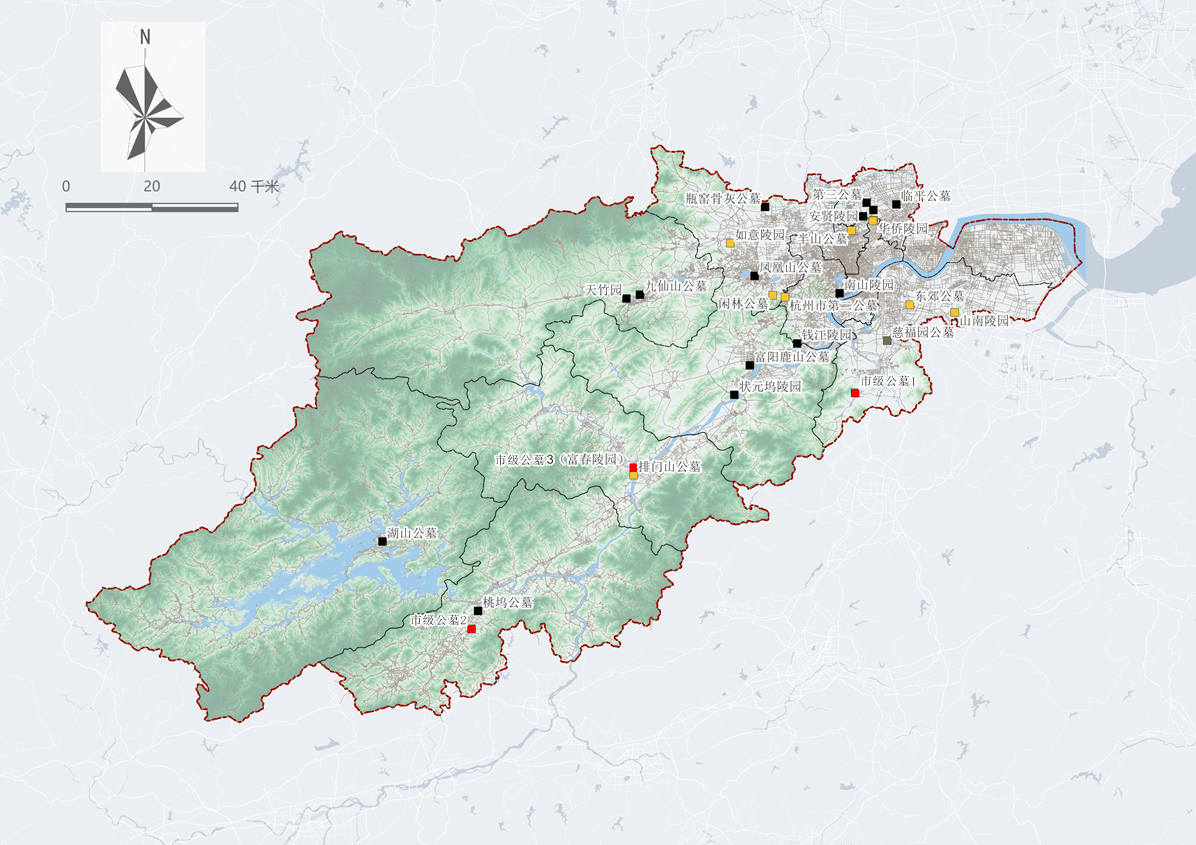 N
0 20 40 千米
瓶窑骨灰公墓
第二公墓
临平公墓
安贤陵园
华侨陵园
半山公墓
如意陵园
凤凰山公墓
九仙山公墓
天竹园
南山陵园
闲林公墓
杭州市第二公墓
东郊公墓
山南陵园
钱江陵园
慈福园公墓
富阳鹿山公墓
状元坞陵园
市级公墓1
市级公墓3（富春陵园）
排门山公墓
湖山公墓
桃坞公墓
市级公墓2